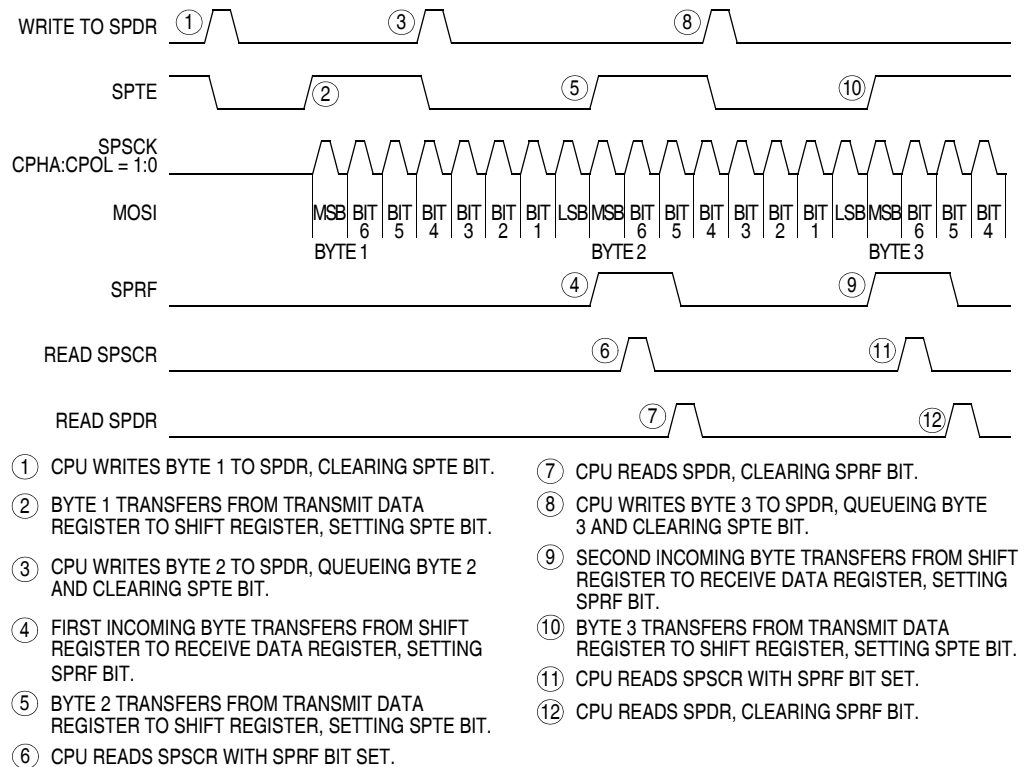 WRITE TO SPDR
1
3
8
SPTE
2
5
10
SPSCK
CPHA:CPOL = 1:0
MOSI
MSB BIT BIT BIT BIT BIT BIT LSB MSB BIT BIT BIT BIT BIT BIT LSB MSB BIT BIT BIT
6 5 4 3 2 1 6 5 4 3 2 1 6 5 4
BYTE 1 BYTE 2 BYTE 3
SPRF
4
9
READ SPSCR
6
11
READ SPDR
7
12
1 CPU WRITES BYTE 1 TO SPDR, CLEARING SPTE BIT.
2 BYTE 1 TRANSFERS FROM TRANSMIT DATA
REGISTER TO SHIFT REGISTER, SETTING SPTE BIT.
3 CPU WRITES BYTE 2 TO SPDR, QUEUEING BYTE 2
AND CLEARING SPTE BIT.
4 FIRST INCOMING BYTE TRANSFERS FROM SHIFT
REGISTER TO RECEIVE DATA REGISTER, SETTING
SPRF BIT.
5 BYTE 2 TRANSFERS FROM TRANSMIT DATA
REGISTER TO SHIFT REGISTER, SETTING SPTE BIT.
6 CPU READS SPSCR WITH SPRF BIT SET.
7 CPU READS SPDR, CLEARING SPRF BIT.
8 CPU WRITES BYTE 3 TO SPDR, QUEUEING BYTE
3 AND CLEARING SPTE BIT.
9 SECOND INCOMING BYTE TRANSFERS FROM SHIFT
REGISTER TO RECEIVE DATA REGISTER, SETTING
SPRF BIT.
10 BYTE 3 TRANSFERS FROM TRANSMIT DATA
REGISTER TO SHIFT REGISTER, SETTING SPTE BIT.
11 CPU READS SPSCR WITH SPRF BIT SET.
12 CPU READS SPDR, CLEARING SPRF BIT.